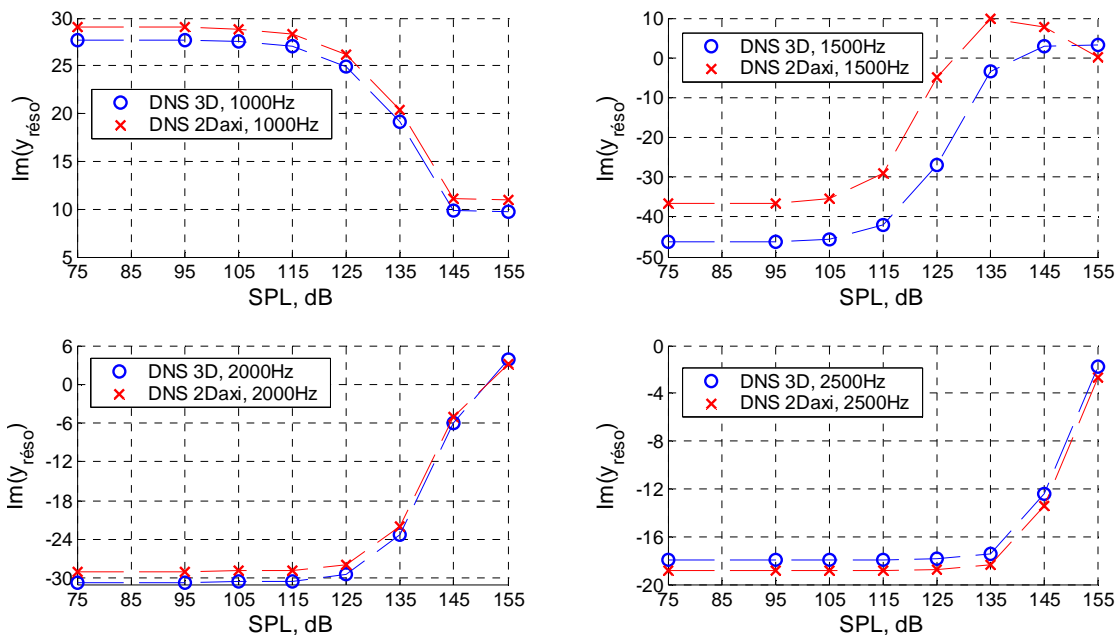 30
25
20
15
10
5
Im(y_réso)
DNS 3D, 1000Hz
DNS 2Daxi, 1000Hz
75 85 95 105 115 125 135 145 155
SPL, dB
10
0
-10
-20
-30
-40
-50
Im(y_réso)
DNS 3D, 1500Hz
DNS 2Daxi, 1500Hz
75 85 95 105 115 125 135 145 155
SPL, dB
6
0
-6
-12
-18
-24
-30
Im(y_réso)
DNS 3D, 2000Hz
DNS 2Daxi, 2000Hz
75 85 95 105 115 125 135 145 155
SPL, dB
0
-4
-8
-12
-16
-20
Im(y_réso)
DNS 3D, 2500Hz
DNS 2Daxi, 2500Hz
75 85 95 105 115 125 135 145 155
SPL, dB